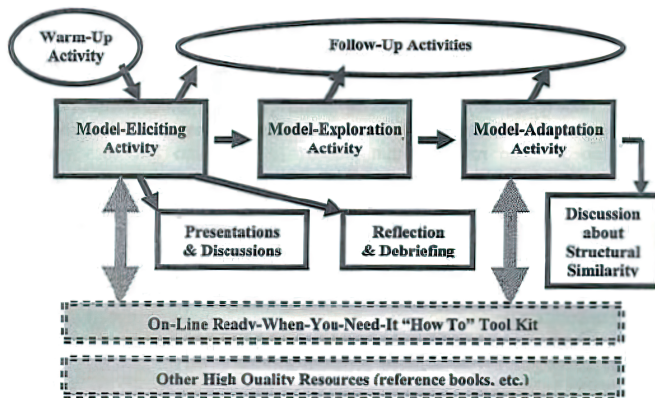 Warm-Up
Activity
Follow-Up Activities
Model-Eliciting
Activity
Model-Exploration
Activity
Model-Adaptation
Activity
Presentations
& Discussions
Reflection
& Debriefing
Discussion
about
Structural
Similarity
On-Line Ready-When-You-Need-It “How To” Tool Kit
Other High Quality Resources (reference books, etc.)